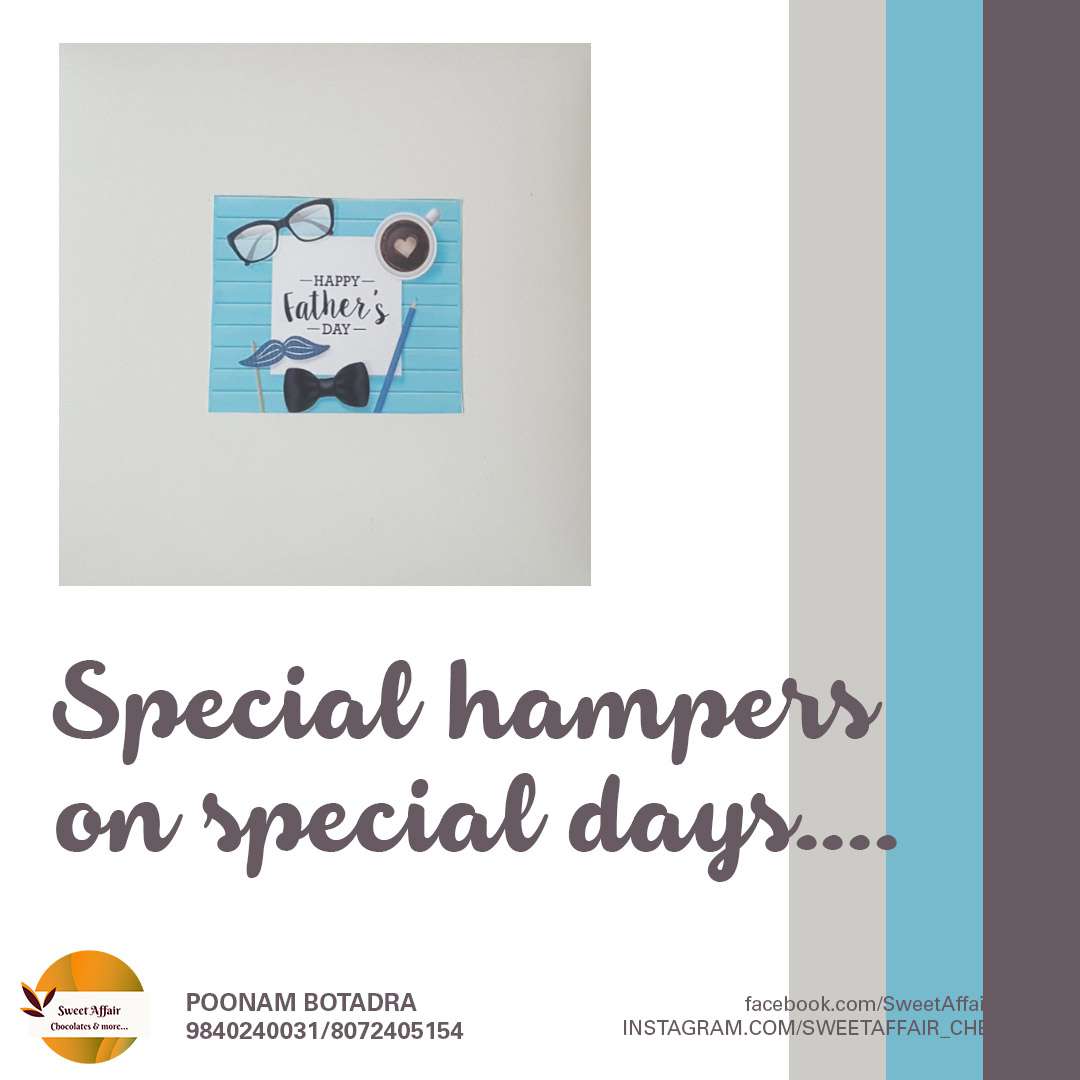 HAPPY
Father's
DAY
Special hampers
on special days....
Sweet Affair
Chocolates & more...
POONAM BOTADRA
9840240031/8072405154
facebook.com/SweetAffai
INSTAGRAM.COM/SWEETAFFAIR_CHE